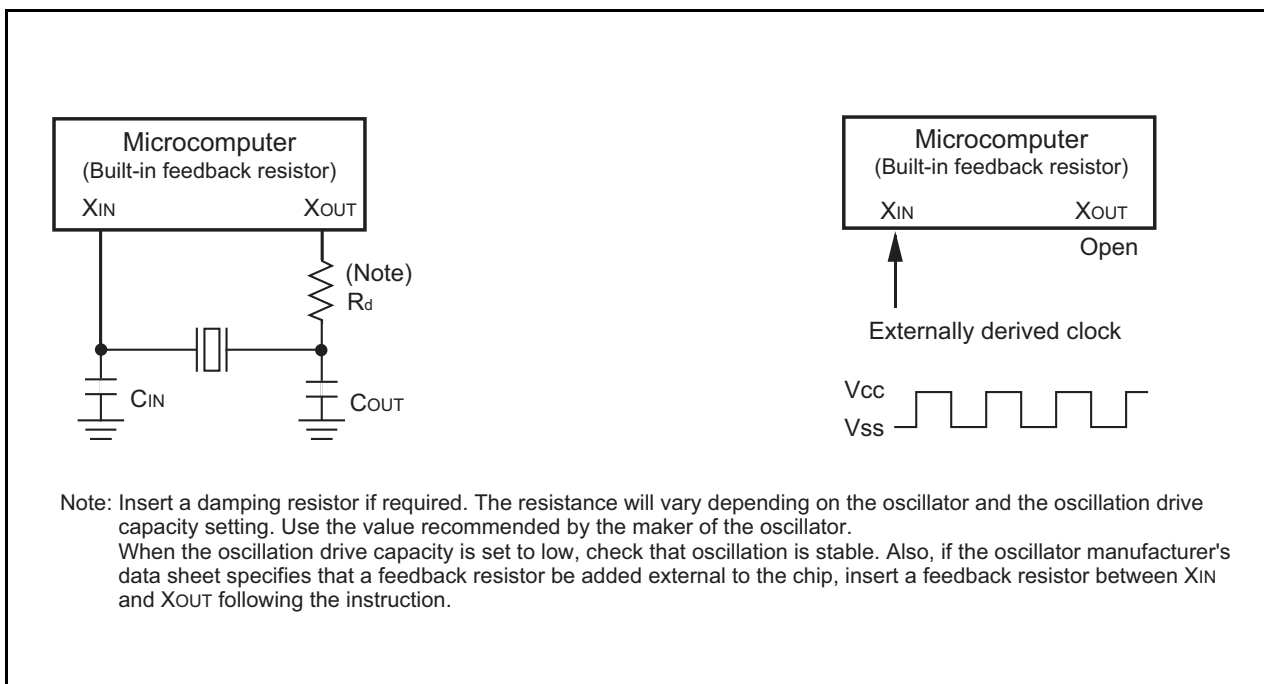 Microcomputer
(Built-in feedback resistor)
XIN XOUT
(Note)
Rd
CIN
COUT
Microcomputer
(Built-in feedback resistor)
XIN XOUT
Open
Externally derived clock
Vcc
Vss
Note: Insert a damping resistor if required. The resistance will vary depending on the oscillator and the oscillation drive
capacity setting. Use the value recommended by the maker of the oscillator.
When the oscillation drive capacity is set to low, check that oscillation is stable. Also, if the oscillator manufacturer's
data sheet specifies that a feedback resistor be added external to the chip, insert a feedback resistor between XIN
and XOUT following the instruction.